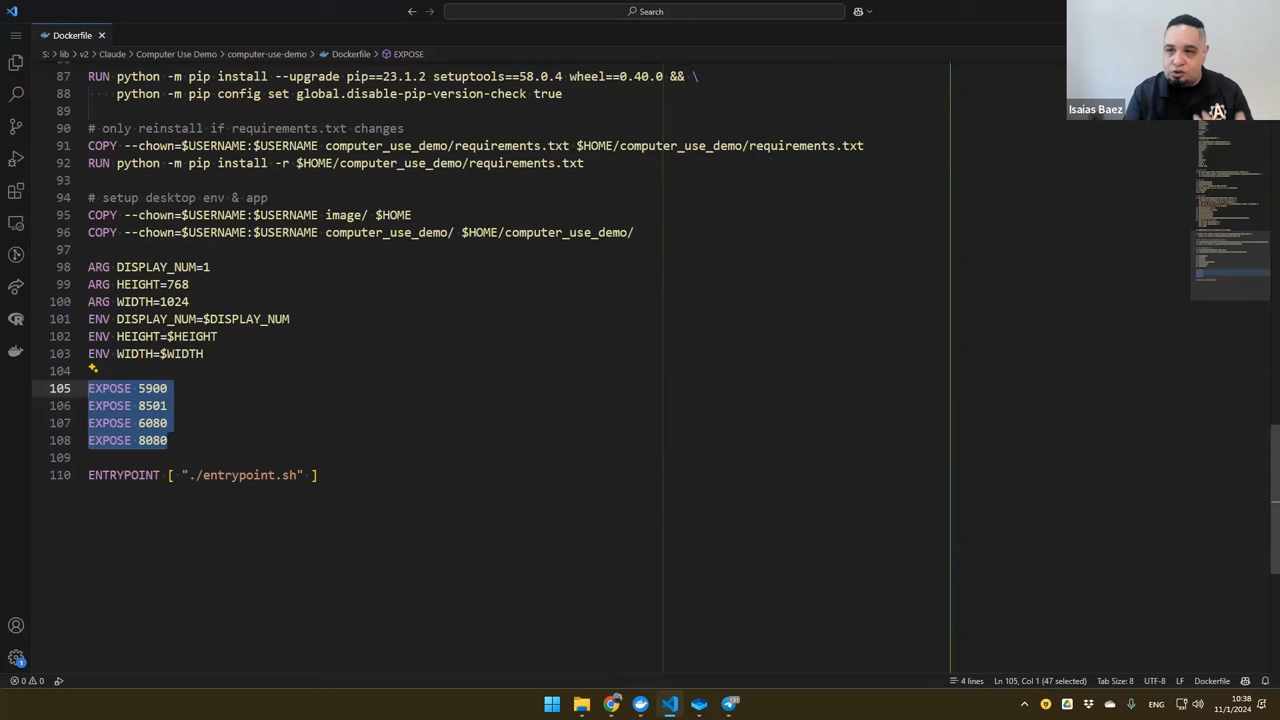 Search
Dockerfile
S: › lib › v2 › Claude › Computer Use Demo › computer-use-demo › Dockerfile › EXPOSE
Isaias Baez
87 RUN python -m pip install --upgrade pip==23.1.2 setuptools==58.0.4 wheel==0.40.0 && \
88 python -m pip config set global.disable-pip-version-check true
89
90 # only reinstall if requirements.txt changes
91 COPY --chown=$USERNAME:$USERNAME computer_use_demo/requirements.txt $HOME/computer_use_demo/requirements.txt
92 RUN python -m pip install -r $HOME/computer_use_demo/requirements.txt
93
94 # setup desktop env & app
95 COPY --chown=$USERNAME:$USERNAME image/ $HOME
96 COPY --chown=$USERNAME:$USERNAME computer_use_demo/ $HOME/computer_use_demo/
97
98 ARG DISPLAY_NUM=1
99 ARG HEIGHT=768
100 ARG WIDTH=1024
101 ENV DISPLAY_NUM=$DISPLAY_NUM
102 ENV HEIGHT=$HEIGHT
103 ENV WIDTH=$WIDTH
104
105 EXPOSE 5900
106 EXPOSE 8501
107 EXPOSE 6080
108 EXPOSE 8080
109
110 ENTRYPOINT [ "./entrypoint.sh" ]
0 0 4 lines Ln 105, Col 1 (47 selected) Tab Size: 8 UTF-8 LF Dockerfile
ENG 10:38
11/1/2024